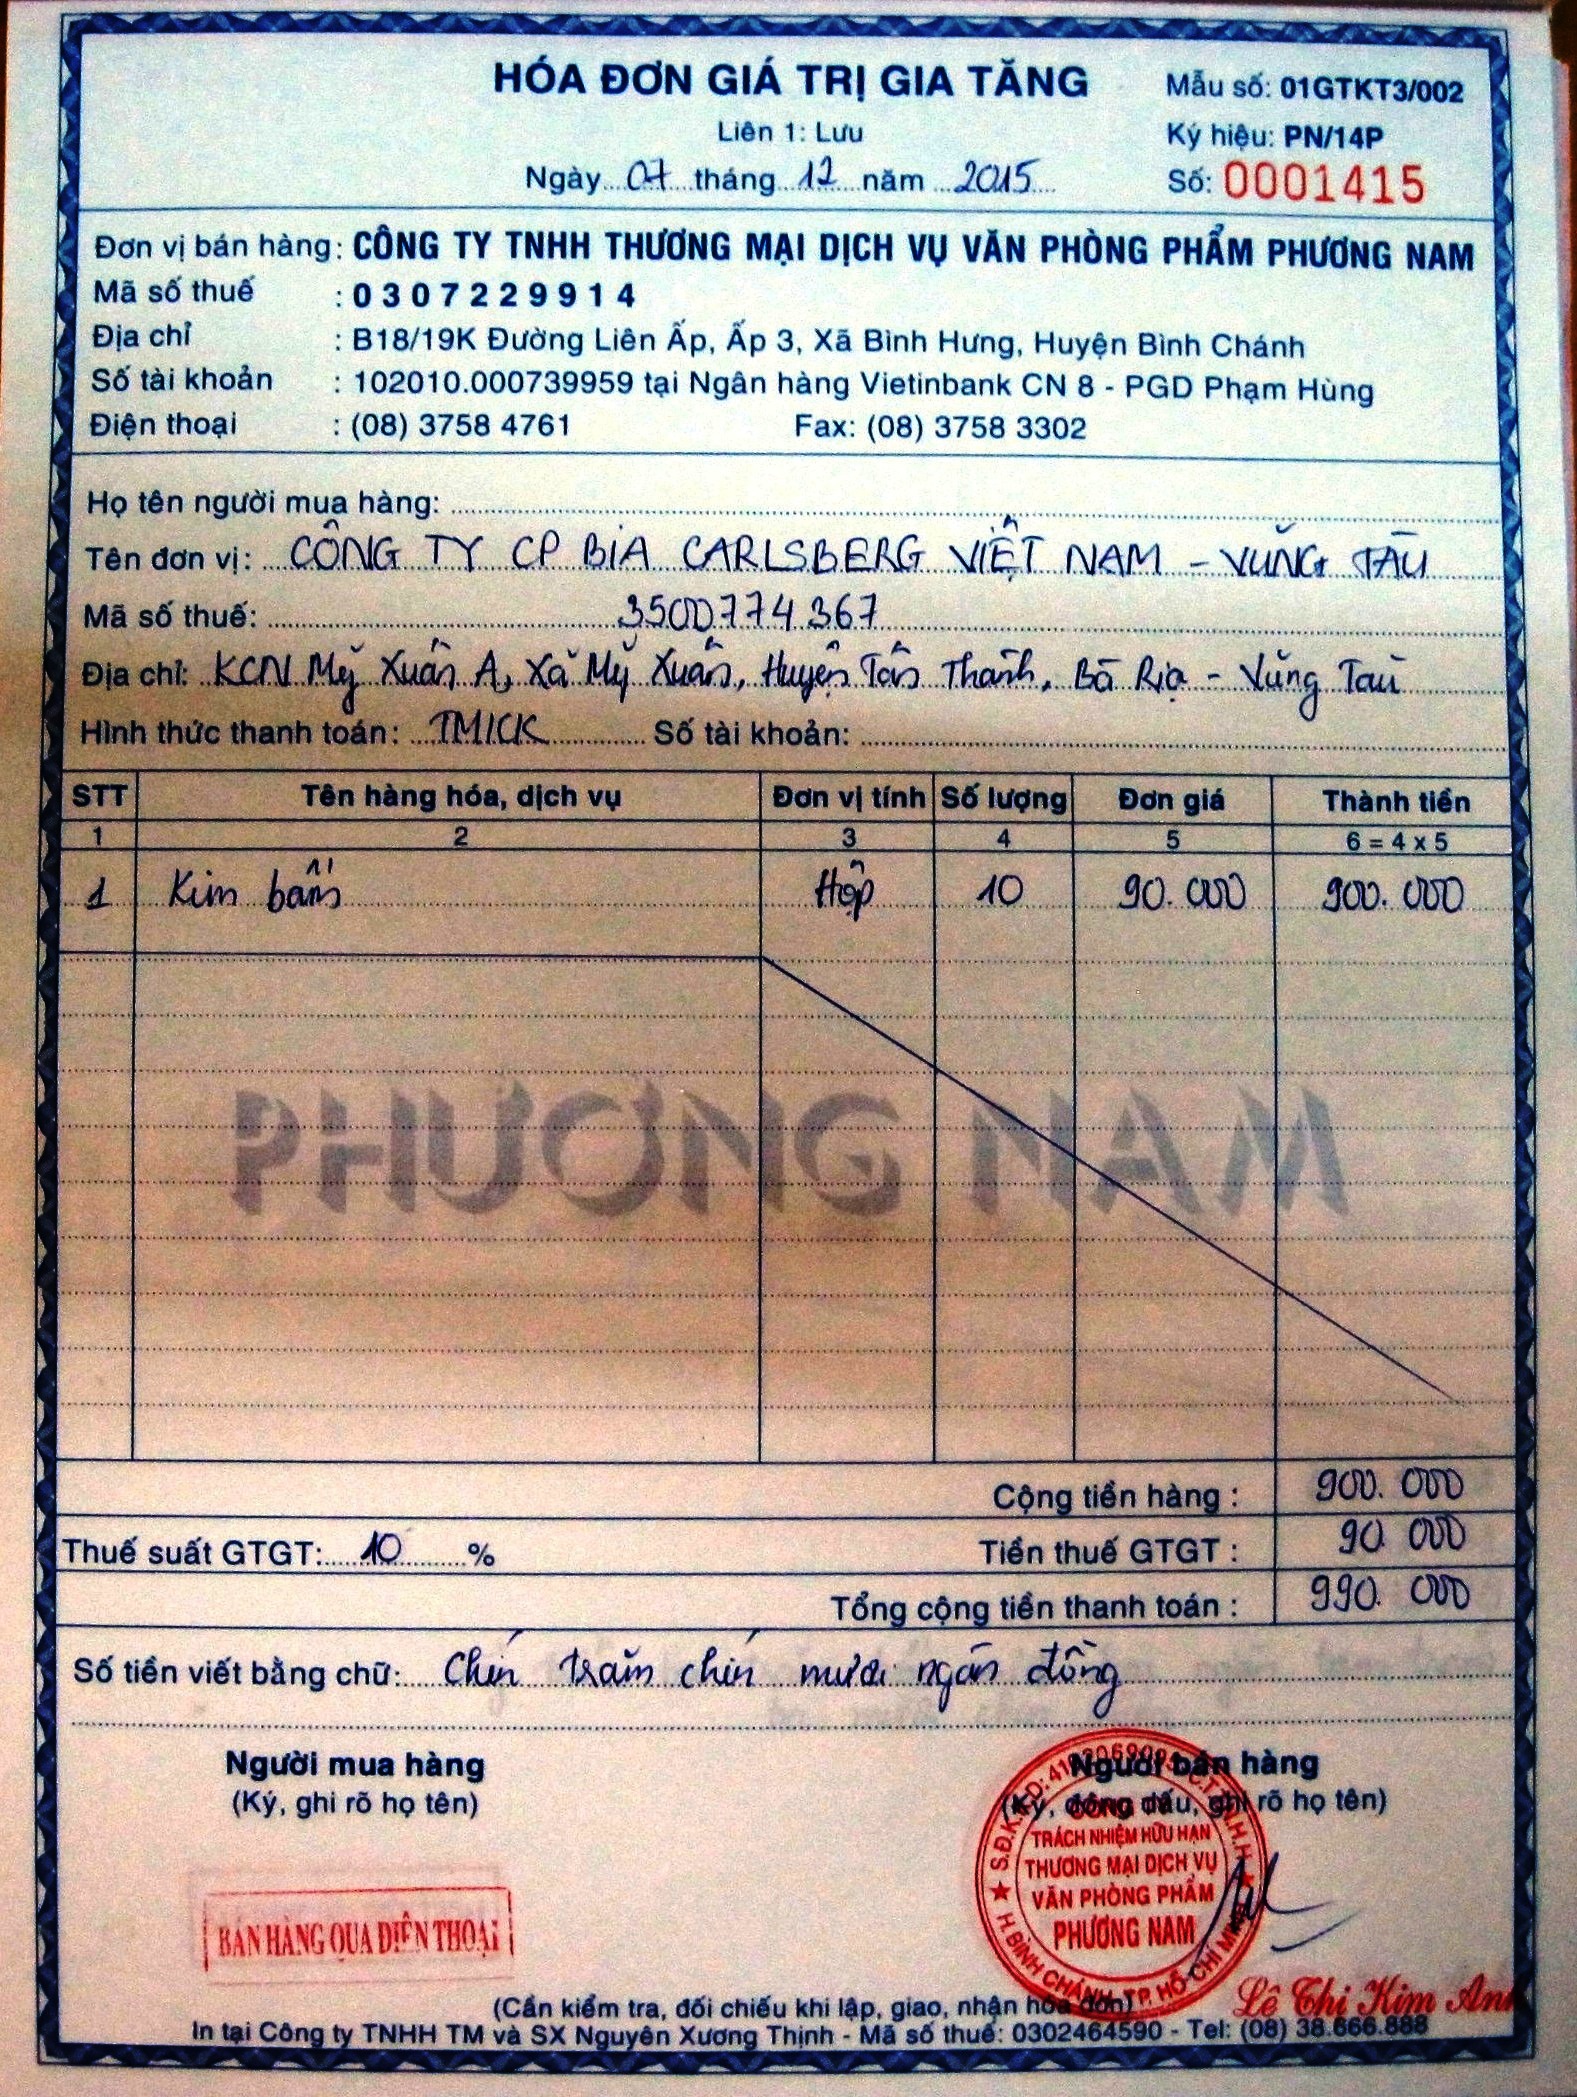 HÓA ĐƠN GIÁ TRỊ GIA TĂNG
Mẫu số: 01GTKT3/002
Liên 1: Lưu
Ký hiệu: PN/14P
Ngày 07 tháng 12 năm 2015
Số: 0001415
Đơn vị bán hàng: CÔNG TY TNHH THƯƠNG MẠI DỊCH VỤ VĂN PHÒNG PHẨM PHƯƠNG NAM
Mã số thuế : 0307229914
Địa chỉ : B18/19K Đường Liên Ấp, Ấp 3, Xã Bình Hưng, Huyện Bình Chánh
Số tài khoản : 102010.000739959 tại Ngân hàng Vietinbank CN 8 - PGD Phạm Hùng
Điện thoại : (08) 3758 4761 Fax: (08) 3758 3302
Họ tên người mua hàng:
Tên đơn vị: CÔNG TY CP BIA CARLSBERG VIỆT NAM - VŨNG TÀU
Mã số thuế: 3500774367
Địa chỉ: KCN Mỹ Xuân A, Xã Mỹ Xuân, Huyện Tân Thành, Bà Rịa - Vũng Tàu
Hình thức thanh toán: TM/CK Số tài khoản:
STT Tên hàng hóa, dịch vụ Đơn vị tính Số lượng Đơn giá Thành tiền
1 2 3 4 5 6 = 4 x 5
1 Kim bấm Hộp 10 90.000 900.000
PHƯƠNG NAM
Cộng tiền hàng : 900.000
Thuế suất GTGT: 10 % Tiền thuế GTGT : 90 000
Tổng cộng tiền thanh toán : 990.000
Số tiền viết bằng chữ: Chín trăm chín mươi ngàn đồng
Người mua hàng Người bán hàng
(Ký, ghi rõ họ tên) (Ký, đóng dấu, ghi rõ họ tên)
CÔNG TY
TRÁCH NHIỆM HỮU HẠN
THƯƠNG MẠI DỊCH VỤ
VĂN PHÒNG PHẨM
PHƯƠNG NAM
H. BÌNH CHÁNH - T.P. HỒ CHÍ MINH
BÁN HÀNG QUA ĐIỆN THOẠI
Lê Thị Kim Anh
(Cần kiểm tra, đối chiếu khi lập, giao, nhận hóa đơn)
In tại Công ty TNHH TM và SX Nguyên Xương Thịnh - Mã số thuế: 0302464590 - Tel: (08) 38.666.888